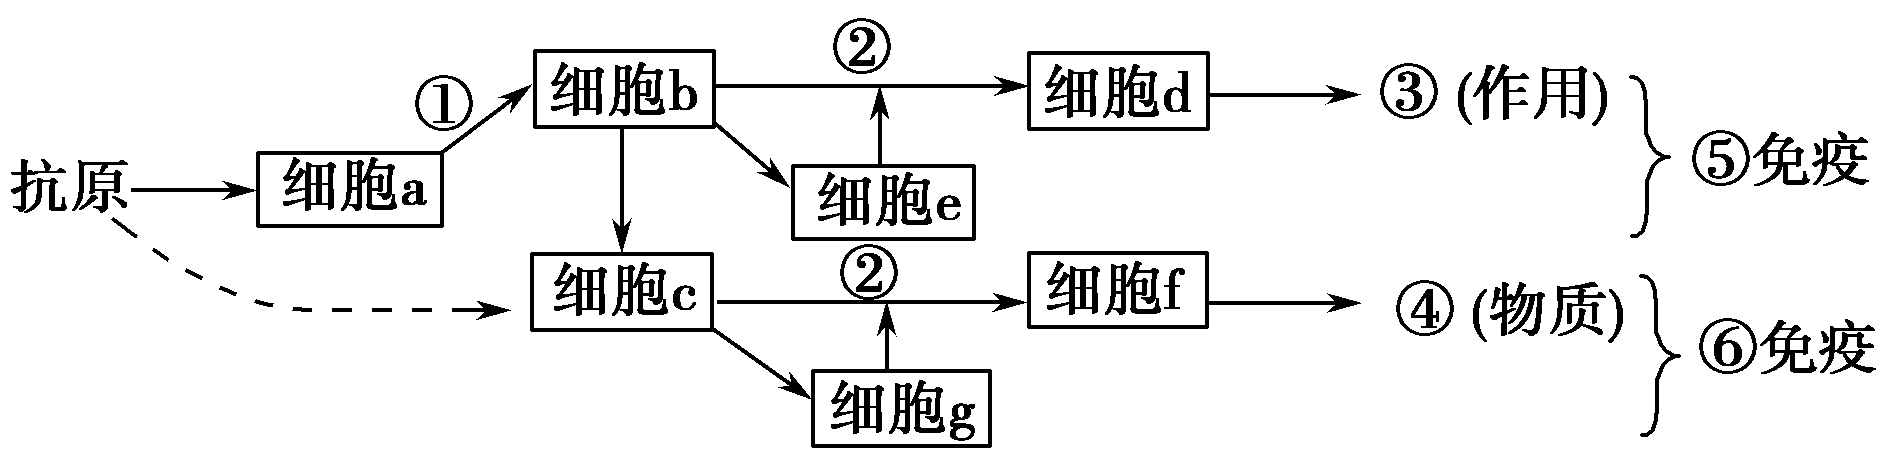 ②
细胞b
细胞d
③ (作用)
①
⑤免疫
抗原
细胞a
细胞e
②
细胞c
细胞f
④ (物质)
⑥免疫
细胞g